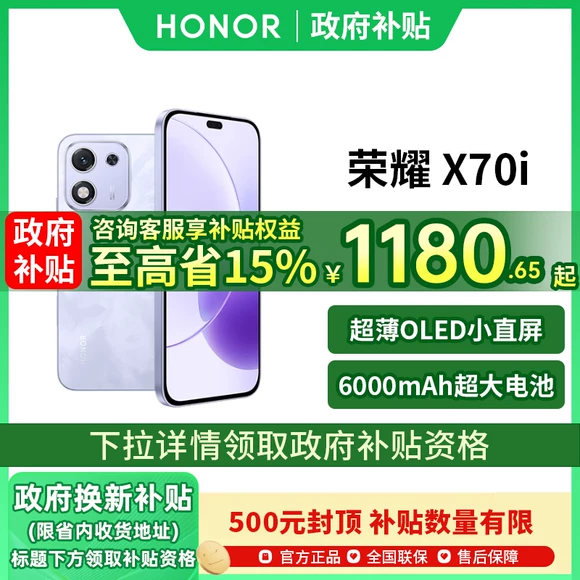 HONOR | 政府补贴
荣耀 X70i
政府
补贴
咨询客服享补贴权益
至高省15%
¥1180.65起
超薄OLED小直屏
6000mAh超大电池
HONOR
下拉详情领取政府补贴资格
政府换新补贴
(限省内收货地址)
标题下方领取补贴资格
500元封顶 补贴数量有限
官方正品 全国联保 售后保障